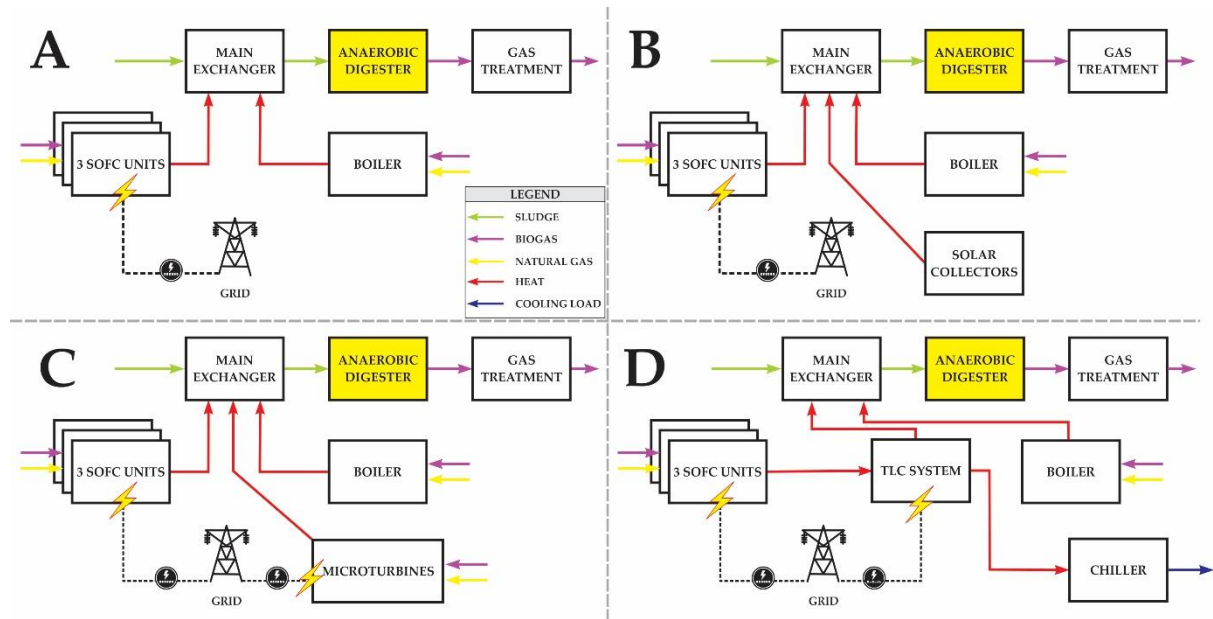 A
MAIN
EXCHANGER
ANAEROBIC
DIGESTER
GAS
TREATMENT
3 SOFC UNITS
BOILER
GRID
B
MAIN
EXCHANGER
ANAEROBIC
DIGESTER
GAS
TREATMENT
3 SOFC UNITS
BOILER
SOLAR
COLLECTORS
GRID
LEGEND
SLUDGE
BIOGAS
NATURAL GAS
HEAT
COOLING LOAD
C
MAIN
EXCHANGER
ANAEROBIC
DIGESTER
GAS
TREATMENT
3 SOFC UNITS
BOILER
MICROTURBINES
GRID
D
MAIN
EXCHANGER
ANAEROBIC
DIGESTER
GAS
TREATMENT
3 SOFC UNITS
TLC SYSTEM
BOILER
CHILLER
GRID